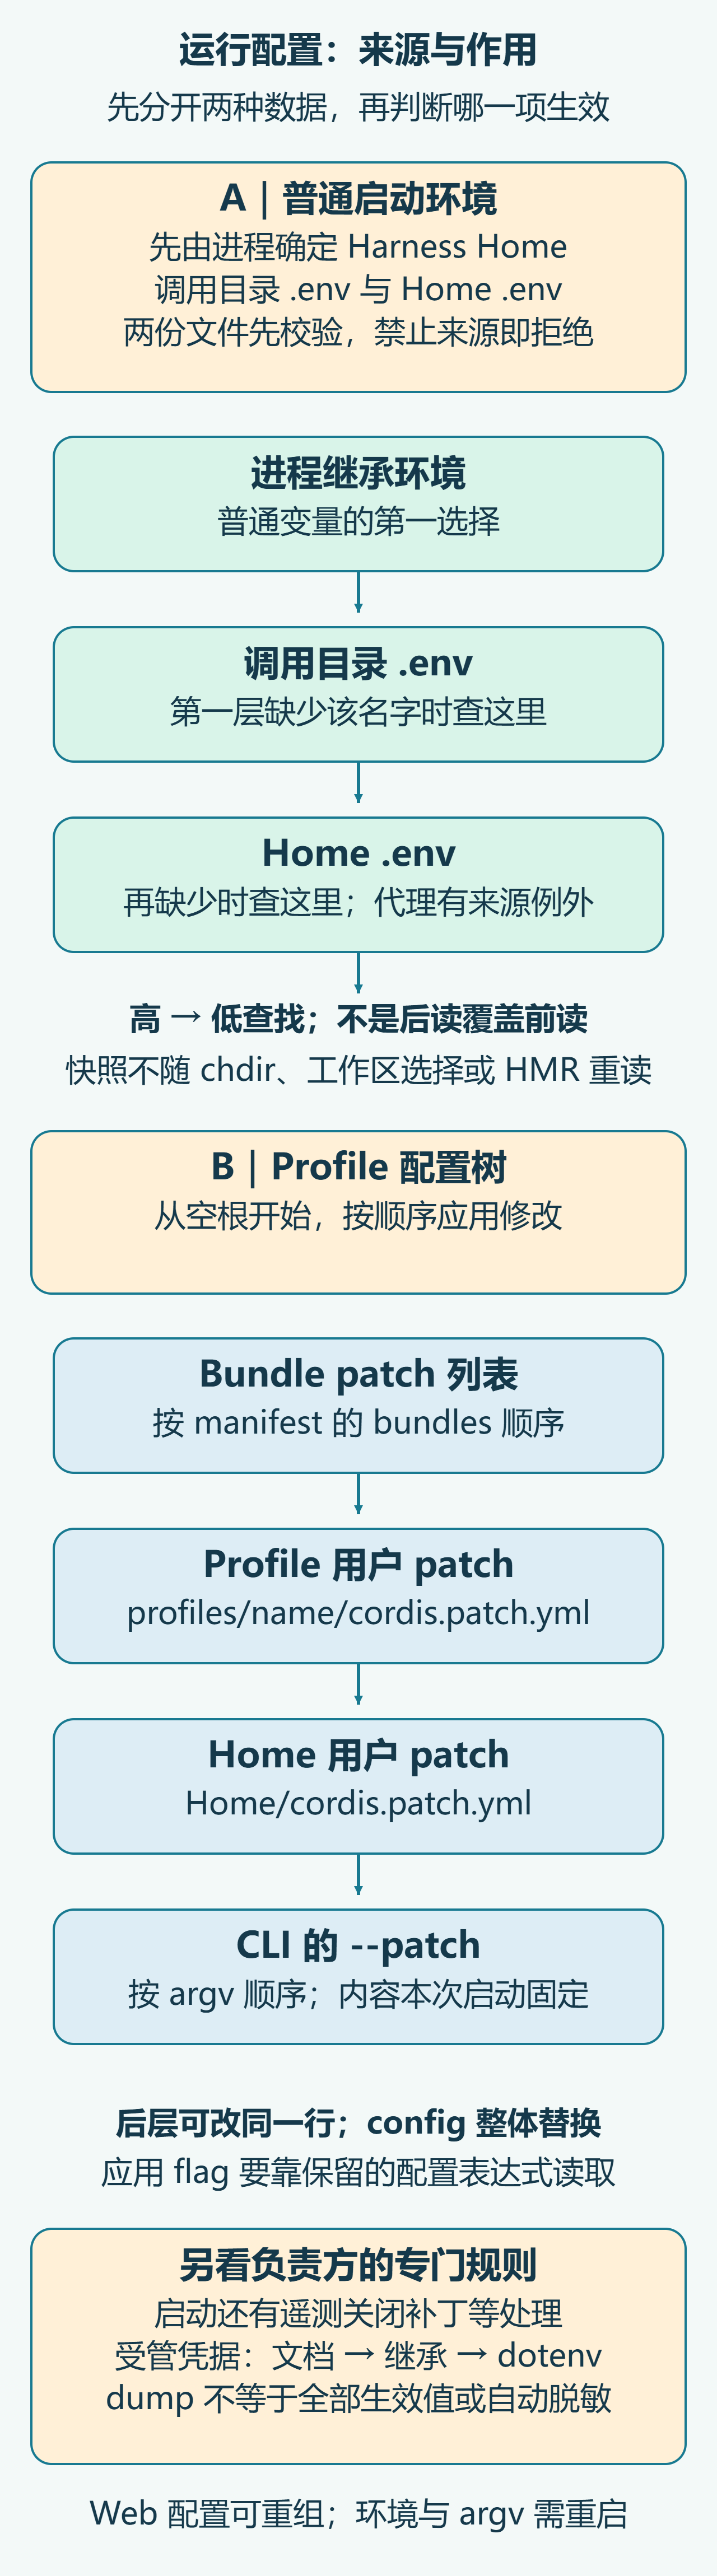 运行配置：来源与作用
先分开两种数据，再判断哪一项生效
A｜普通启动环境
先由进程确定 Harness Home
调用目录 .env 与 Home .env
两份文件先校验，禁止来源即拒绝
进程继承环境
普通变量的第一选择
调用目录 .env
第一层缺少该名字时查这里
Home .env
再缺少时查这里；代理有来源例外
高 → 低查找；不是后读覆盖前读
快照不随 chdir、工作区选择或 HMR 重读
B｜Profile 配置树
从空根开始，按顺序应用修改
Bundle patch 列表
按 manifest 的 bundles 顺序
Profile 用户 patch
profiles/name/cordis.patch.yml
Home 用户 patch
Home/cordis.patch.yml
CLI 的 --patch
按 argv 顺序；内容本次启动固定
后层可改同一行；config 整体替换
应用 flag 要靠保留的配置表达式读取
另看负责方的专门规则
启动还有遥测关闭补丁等处理
受管凭据：文档 → 继承 → dotenv
dump 不等于全部生效值或自动脱敏
Web 配置可重组；环境与 argv 需重启